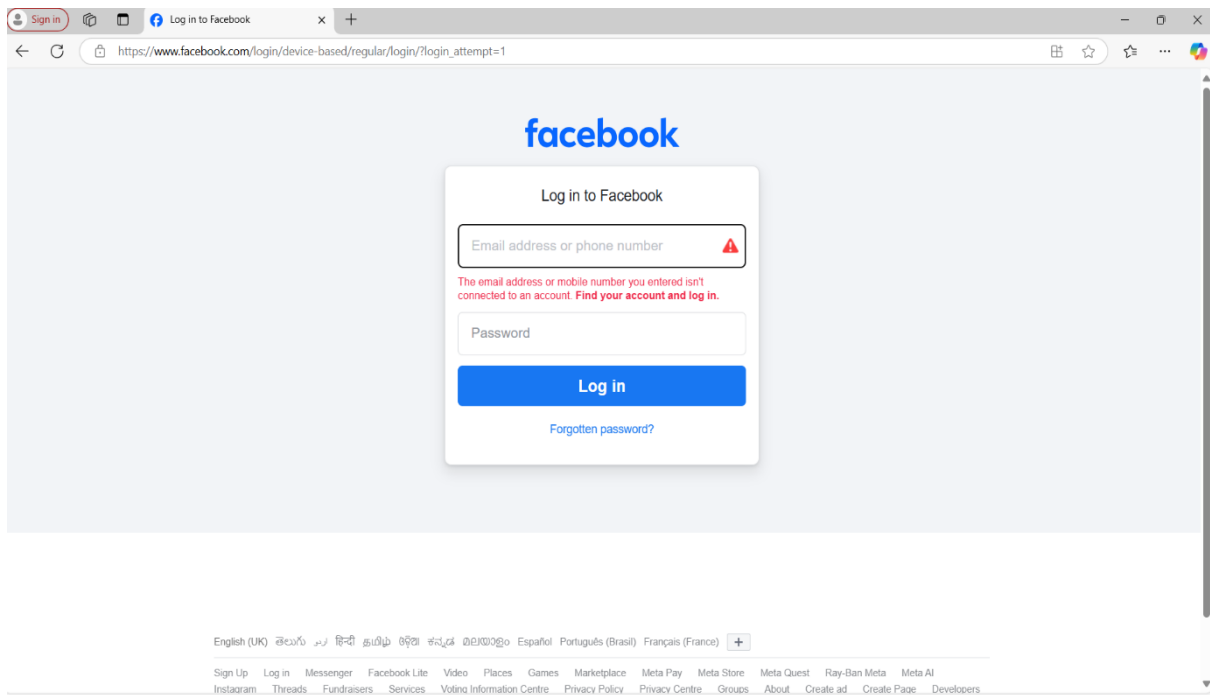 Sign in
Log in to Facebook
https://www.facebook.com/login/device-based/regular/login/?login_attempt=1
facebook
Log in to Facebook
Email address or phone number
The email address or mobile number you entered isn't
connected to an account. Find your account and log in.
Password
Log in
Forgotten password?
English (UK) తెలుగు اردو हिन्दी தமிழ் ଓଡ଼ିଆ ಕನ್ನಡ മലയാളം Español Português (Brasil) Français (France) +
Sign Up Log in Messenger Facebook Lite Video Places Games Marketplace Meta Pay Meta Store Meta Quest Ray-Ban Meta Meta AI
Instagram Threads Fundraisers Services Voting Information Centre Privacy Policy Privacy Centre Groups About Create ad Create Page Developers